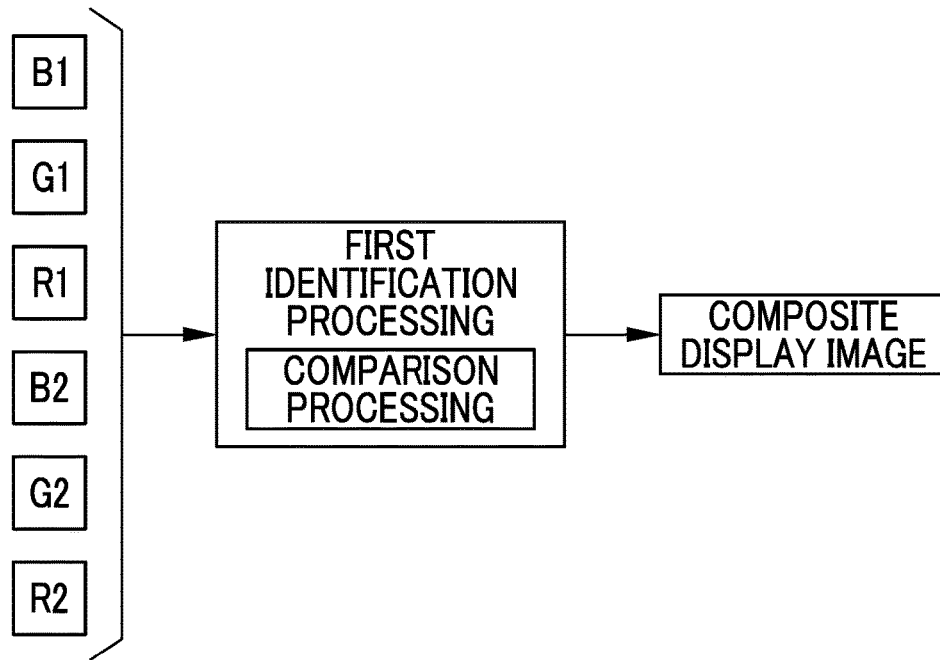 B1
G1
R1
B2
G2
R2
FIRST
IDENTIFICATION
PROCESSING
COMPARISON
PROCESSING
COMPOSITE
DISPLAY IMAGE